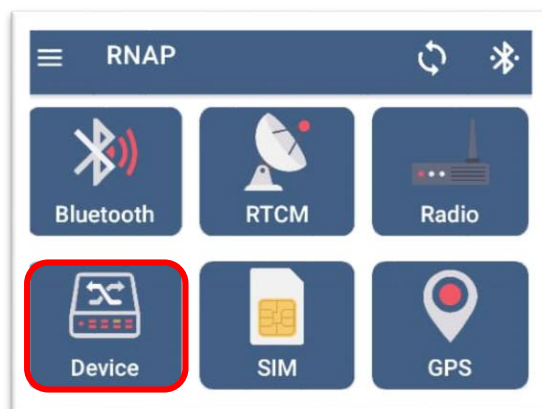 RNAP
Bluetooth
RTCM
Radio
Device
SIM
GPS